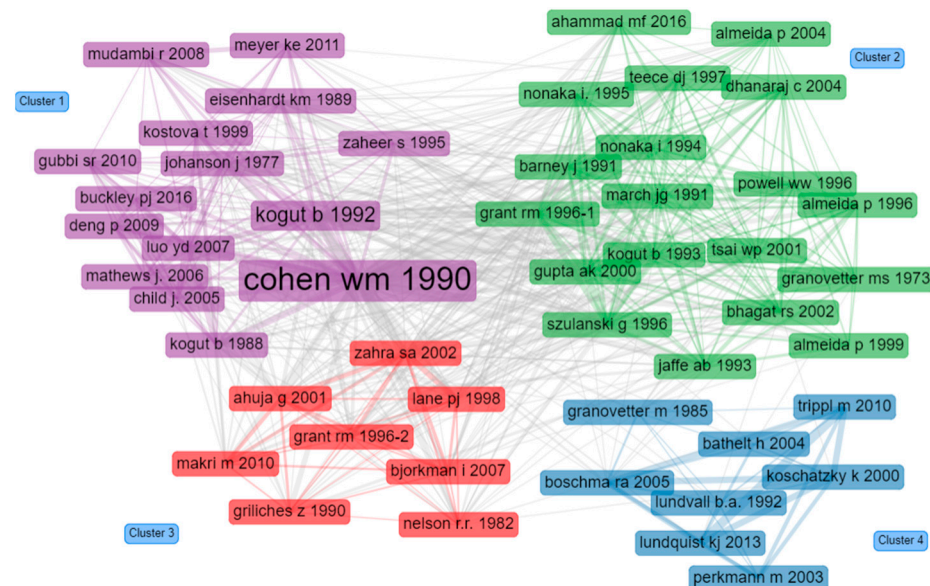 Cluster 1
mudambi r 2008
meyer ke 2011
eisenhardt km 1989
kostova t 1999
zaheer s 1995
gubbi sr 2010
johanson j 1977
buckley pj 2016
kogut b 1992
deng p 2009
luo yd 2007
mathews j. 2006
cohen wm 1990
child j. 2005
kogut b 1988
Cluster 2
ahammad mf 2016
almeida p 2004
teece dj 1997
dhanaraj c 2004
nonaka i. 1995
nonaka i 1994
barney j 1991
powell ww 1996
march jg 1991
almeida p 1996
grant rm 1996-1
kogut b 1993
tsai wp 2001
gupta ak 2000
granovetter ms 1973
bhagat rs 2002
szulanski g 1996
almeida p 1999
jaffe ab 1993
Cluster 3
zahra sa 2002
ahuja g 2001
lane pj 1998
grant rm 1996-2
makri m 2010
bjorkman i 2007
griliches z 1990
nelson r.r. 1982
Cluster 4
granovetter m 1985
trippl m 2010
bathelt h 2004
boschma ra 2005
koschatzky k 2000
lundvall b.a. 1992
lundquist kj 2013
perkmann m 2003